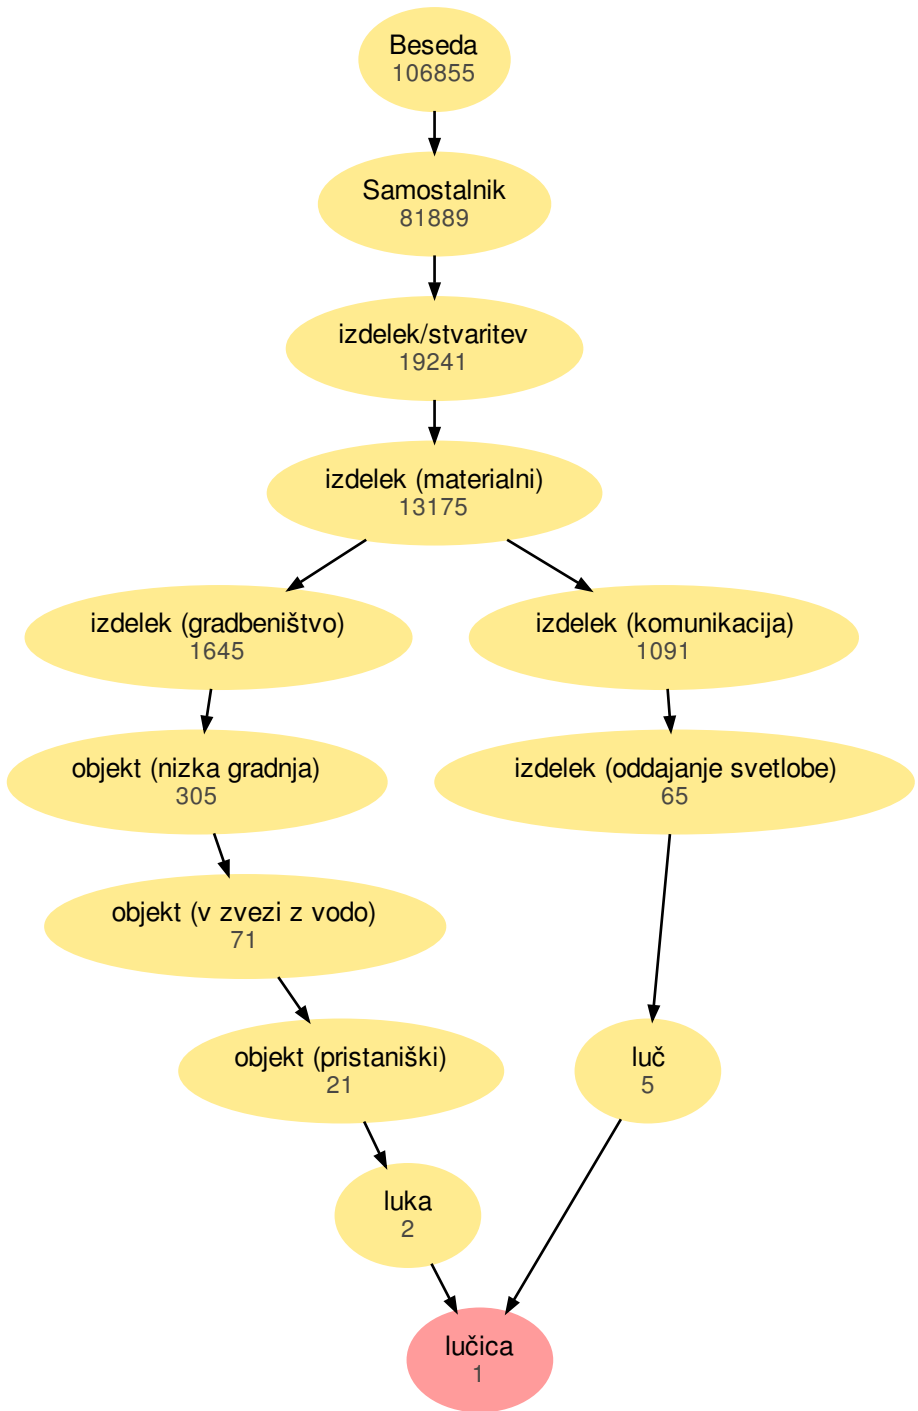 Beseda
106855
Samostalnik
81889
izdelek/stvaritev
19241
izdelek (materialni)
13175
izdelek (gradbeništvo)
1645
izdelek (komunikacija)
1091
objekt (nizka gradnja)
305
izdelek (oddajanje svetlobe)
65
objekt (v zvezi z vodo)
71
objekt (pristaniški)
21
luč
5
luka
2
lučica
1